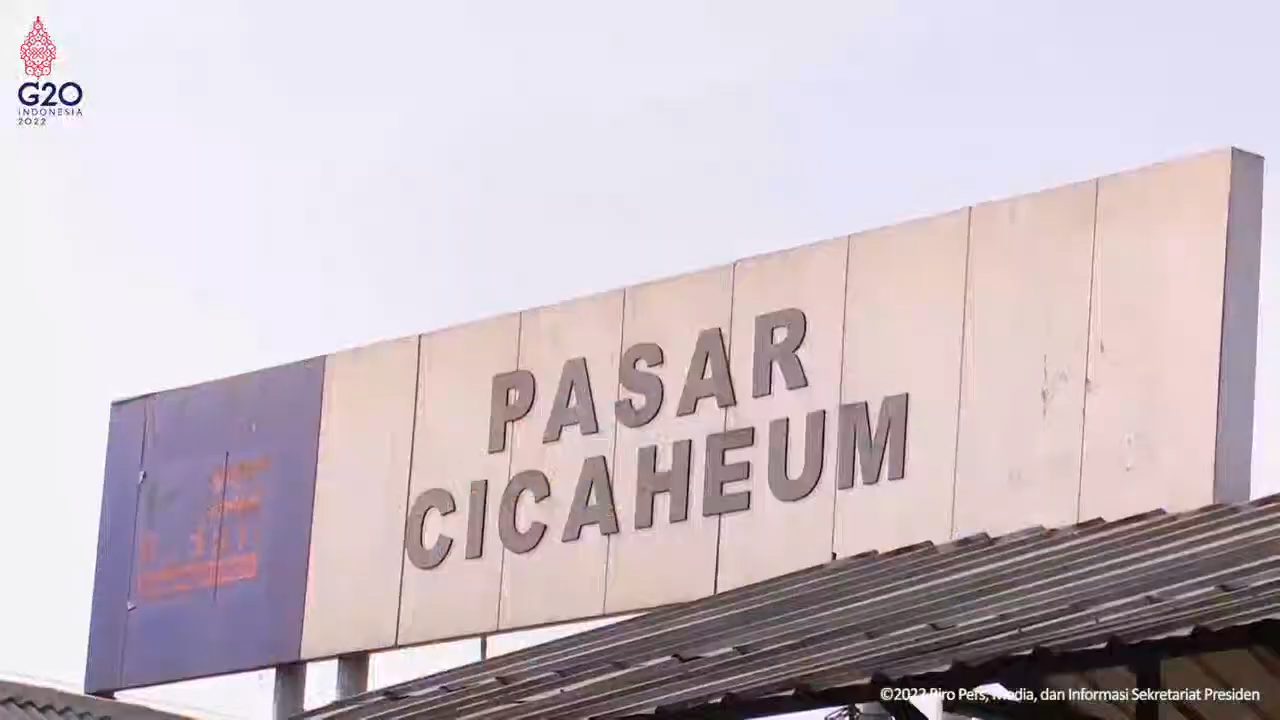 G20
INDONESIA
2022
PASAR
CICAHEUM
©2022 Biro Pers, Media, dan Informasi Sekretariat Presiden